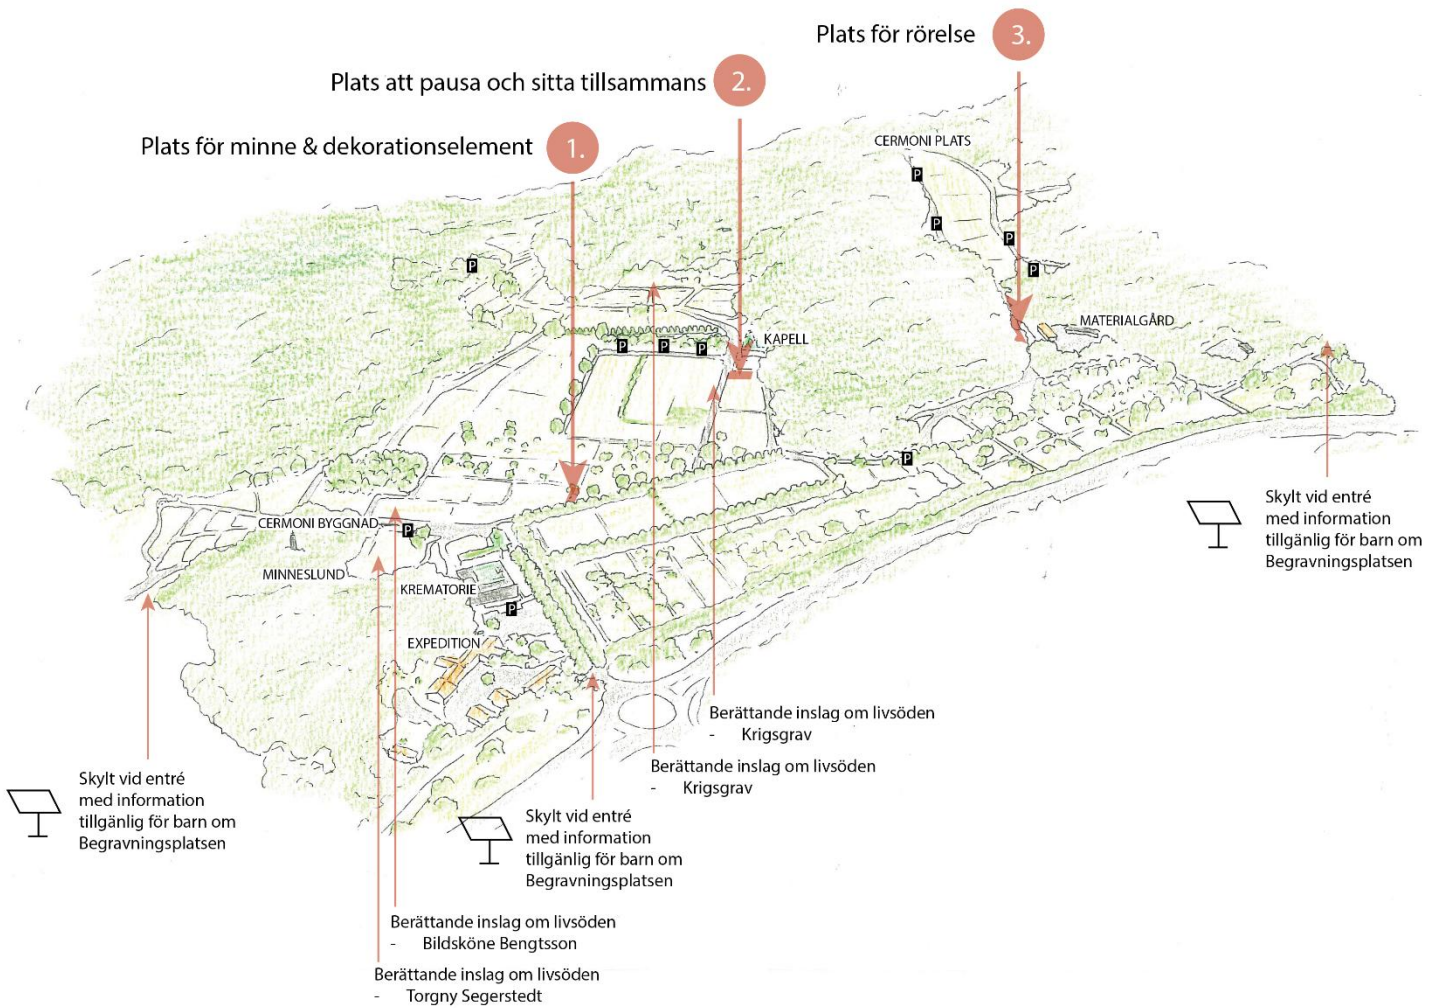 Plats för rörelse 3.
Plats att pausa och sitta tillsammans 2.
Plats för minne & dekorationselement 1.
CERMONI PLATS
P
P
P
P
P
MATERIALGÅRD
KAPELL
P P P
P
Skylt vid entré
med information
tillgänlig för barn om
Begravningsplatsen
CERMONI BYGGNAD
P
MINNESLUND
KREMATORIE
P
EXPEDITION
Berättande inslag om livsöden
- Krigsgrav
Berättande inslag om livsöden
- Krigsgrav
Skylt vid entré
med information
tillgänlig för barn om
Begravningsplatsen
Skylt vid entré
med information
tillgänlig för barn om
Begravningsplatsen
Berättande inslag om livsöden
- Bildsköne Bengtsson
Berättande inslag om livsöden
- Torgny Segerstedt